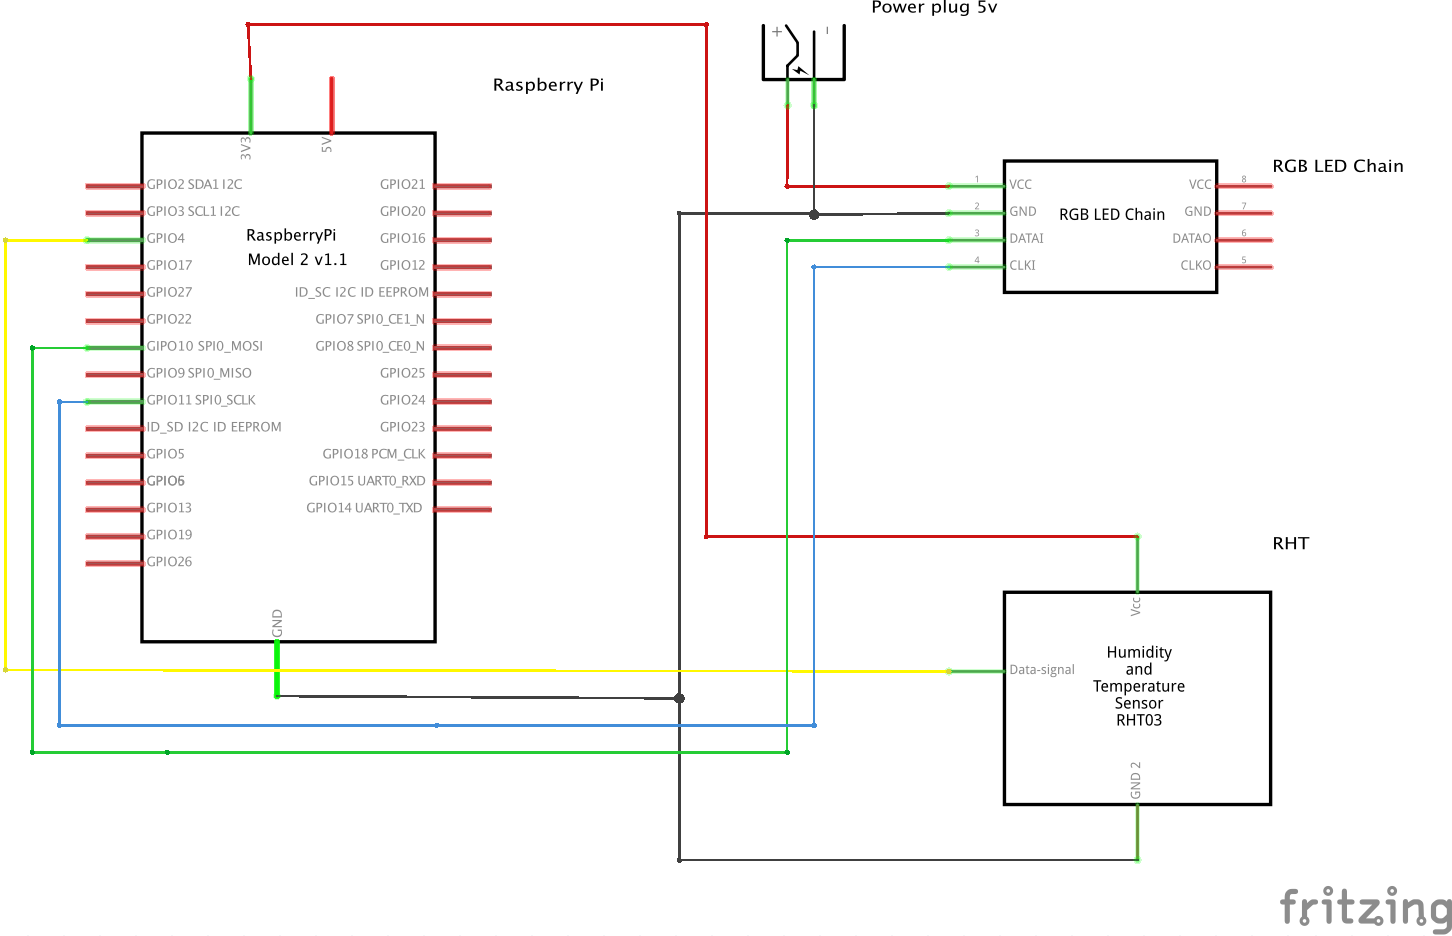 Power plug 5v
+ -
Raspberry Pi
3V3
5V
RGB LED Chain
GPIO2 SDA1 I2C
GPIO3 SCL1 I2C
GPIO4
GPIO17
GPIO27
GPIO22
GIPO10 SPI0_MOSI
GPIO9 SPI0_MISO
GPIO11 SPI0_SCLK
ID_SD I2C ID EEPROM
GPIO5
GPIO6
GPIO13
GPIO19
GPIO26
RaspberryPi
Model 2 v1.1
GPIO21
GPIO20
GPIO16
GPIO12
ID_SC I2C ID EEPROM
GPIO7 SPI0_CE1_N
GPIO8 SPI0_CE0_N
GPIO25
GPIO24
GPIO23
GPIO18 PCM_CLK
GPIO15 UART0_RXD
GPIO14 UART0_TXD
GND
1 VCC
2 GND
3 DATAI
4 CLKI
RGB LED Chain
VCC 8
GND 7
DATAO 6
CLKO 5
RHT
Vcc
Data-signal
Humidity
and
Temperature
Sensor
RHT03
GND 2
fritzing